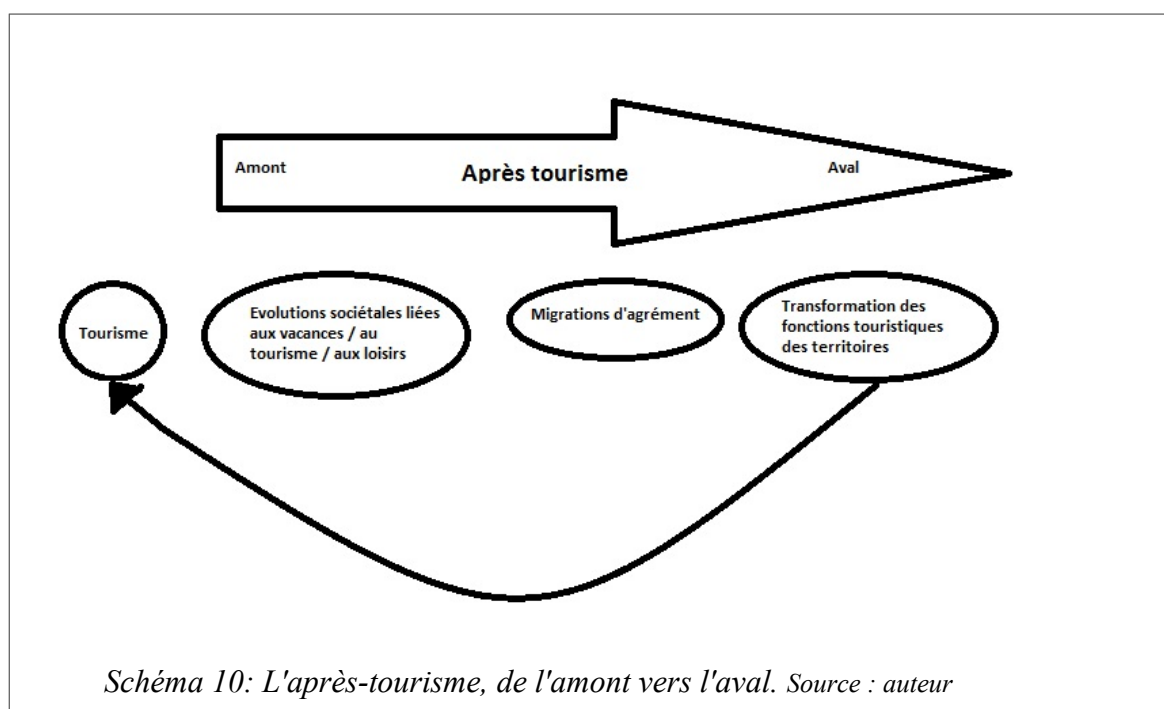 Amont Après tourisme Aval
Tourisme
Evolutions sociétales liées
aux vacances / au
tourisme / aux loisirs
Migrations d'agrément
Transformation des
fonctions touristiques
des territoires
Schéma 10: L'après-tourisme, de l'amont vers l'aval. Source : auteur